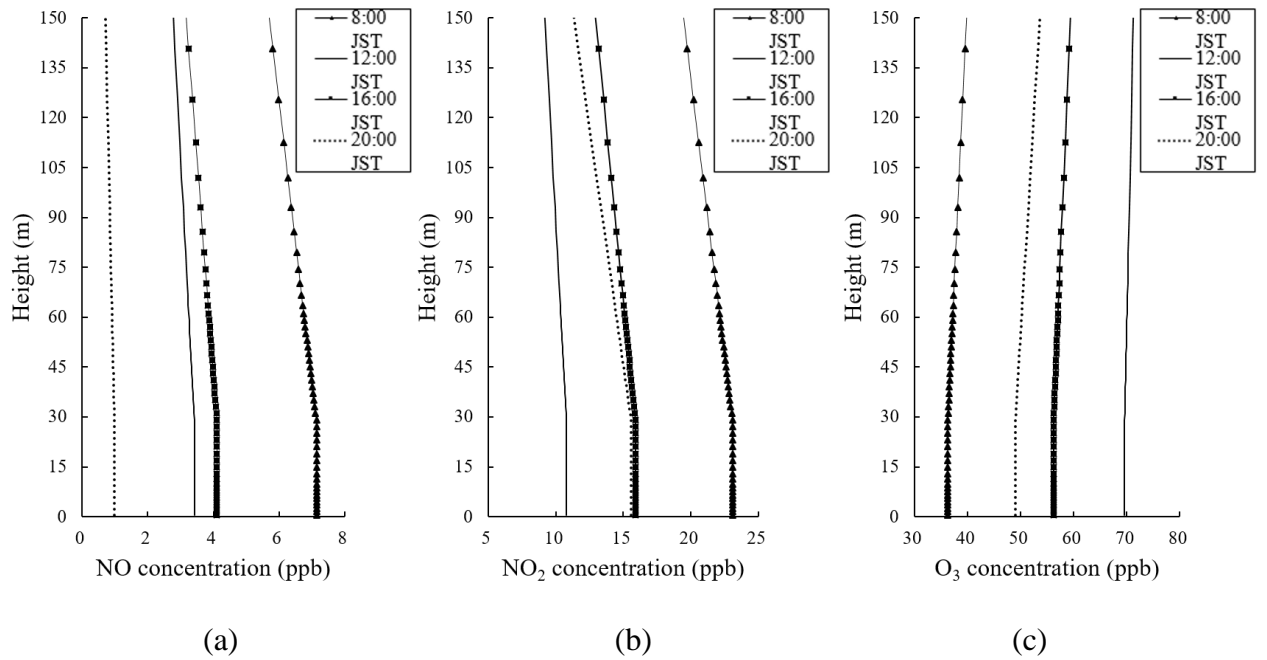 150
135
120
105
90
75
60
45
30
15
0
Height (m)
0 2 4 6 8
NO concentration (ppb)
8:00
JST
12:00
JST
16:00
JST
20:00
JST
(a)
150
135
120
105
90
75
60
45
30
15
0
Height (m)
5 10 15 20 25
NO₂ concentration (ppb)
8:00
JST
12:00
JST
16:00
JST
20:00
JST
(b)
150
135
120
105
90
75
60
45
30
15
0
Height (m)
30 40 50 60 70 80
O₃ concentration (ppb)
8:00
JST
12:00
JST
16:00
JST
20:00
JST
(c)